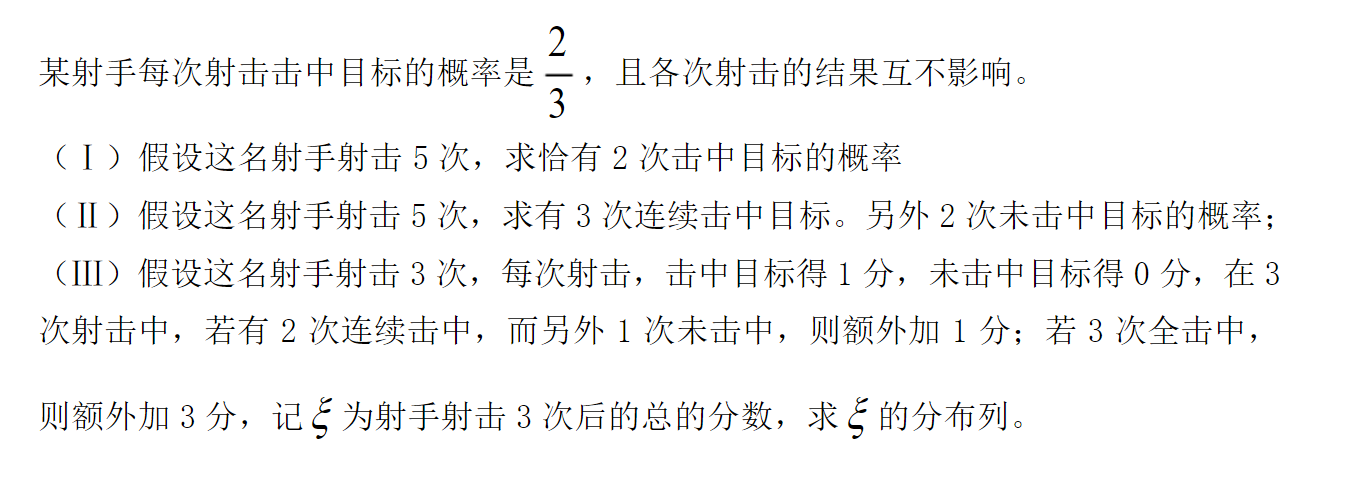 某射手每次射击击中目标的概率是 2/3 ，且各次射击的结果互不影响。
（Ⅰ）假设这名射手射击 5 次，求恰有 2 次击中目标的概率
（Ⅱ）假设这名射手射击 5 次，求有 3 次连续击中目标。另外 2 次未击中目标的概率；
（Ⅲ）假设这名射手射击 3 次，每次射击，击中目标得 1 分，未击中目标得 0 分，在 3
次射击中，若有 2 次连续击中，而另外 1 次未击中，则额外加 1 分；若 3 次全击中，
则额外加 3 分，记 ξ 为射手射击 3 次后的总的分数，求 ξ 的分布列。